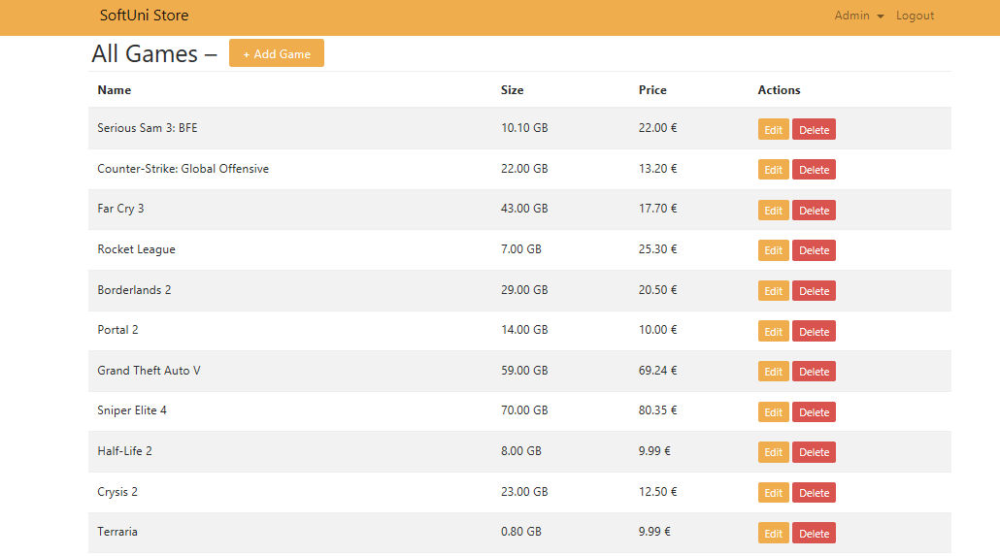 SoftUni Store Admin Logout
All Games – + Add Game
Name Size Price Actions
Serious Sam 3: BFE 10.10 GB 22.00 € Edit Delete
Counter-Strike: Global Offensive 22.00 GB 13.20 € Edit Delete
Far Cry 3 43.00 GB 17.70 € Edit Delete
Rocket League 7.00 GB 25.30 € Edit Delete
Borderlands 2 29.00 GB 20.50 € Edit Delete
Portal 2 14.00 GB 10.00 € Edit Delete
Grand Theft Auto V 59.00 GB 69.24 € Edit Delete
Sniper Elite 4 70.00 GB 80.35 € Edit Delete
Half-Life 2 8.00 GB 9.99 € Edit Delete
Crysis 2 23.00 GB 12.50 € Edit Delete
Terraria 0.80 GB 9.99 € Edit Delete